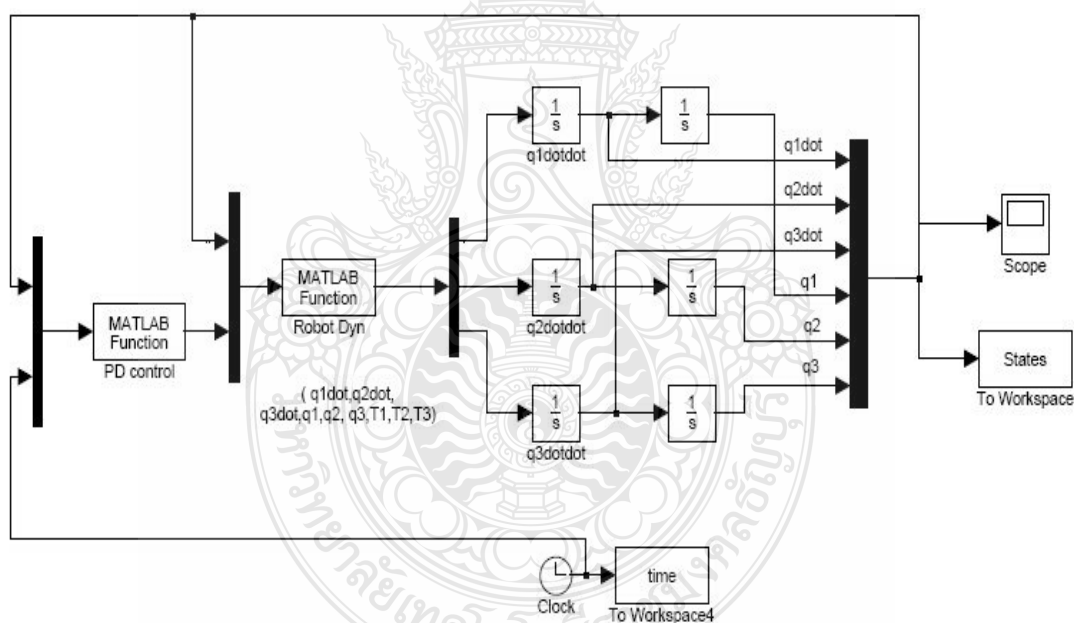 1
s
q1dotdot
1
s
q1dot
q2dot
q3dot
q1
q2
q3
Scope
MATLAB
Function
PD control
MATLAB
Function
Robot Dyn
( q1dot,q2dot,
q3dot,q1,q2, q3,T1,T2,T3)
1
s
q2dotdot
1
s
1
s
q3dotdot
1
s
States
To Workspace
Clock
time
To Workspace4